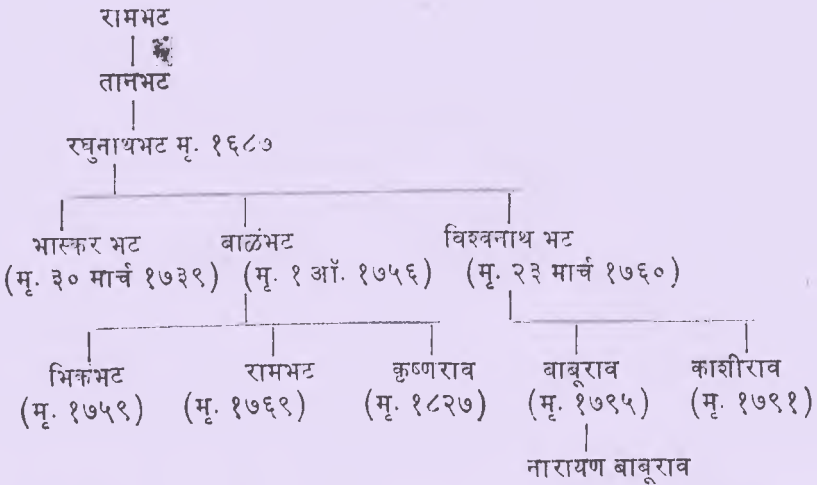 रामभट
तानभट
रघुनाथभट मृ. १६८७
भास्कर भट बाळंभट विश्वनाथ भट
(मृ. ३० मार्च १७३९) (मृ. १ ऑ. १७५६) (मृ. २३ मार्च १७६०)
भिकंभट रामभट कृष्णराव बाबूराव काशीराव
(मृ. १७५९) (मृ. १७६९) (मृ. १८२७) (मृ. १७९५) (मृ. १७९१)
नारायण बाबूराव